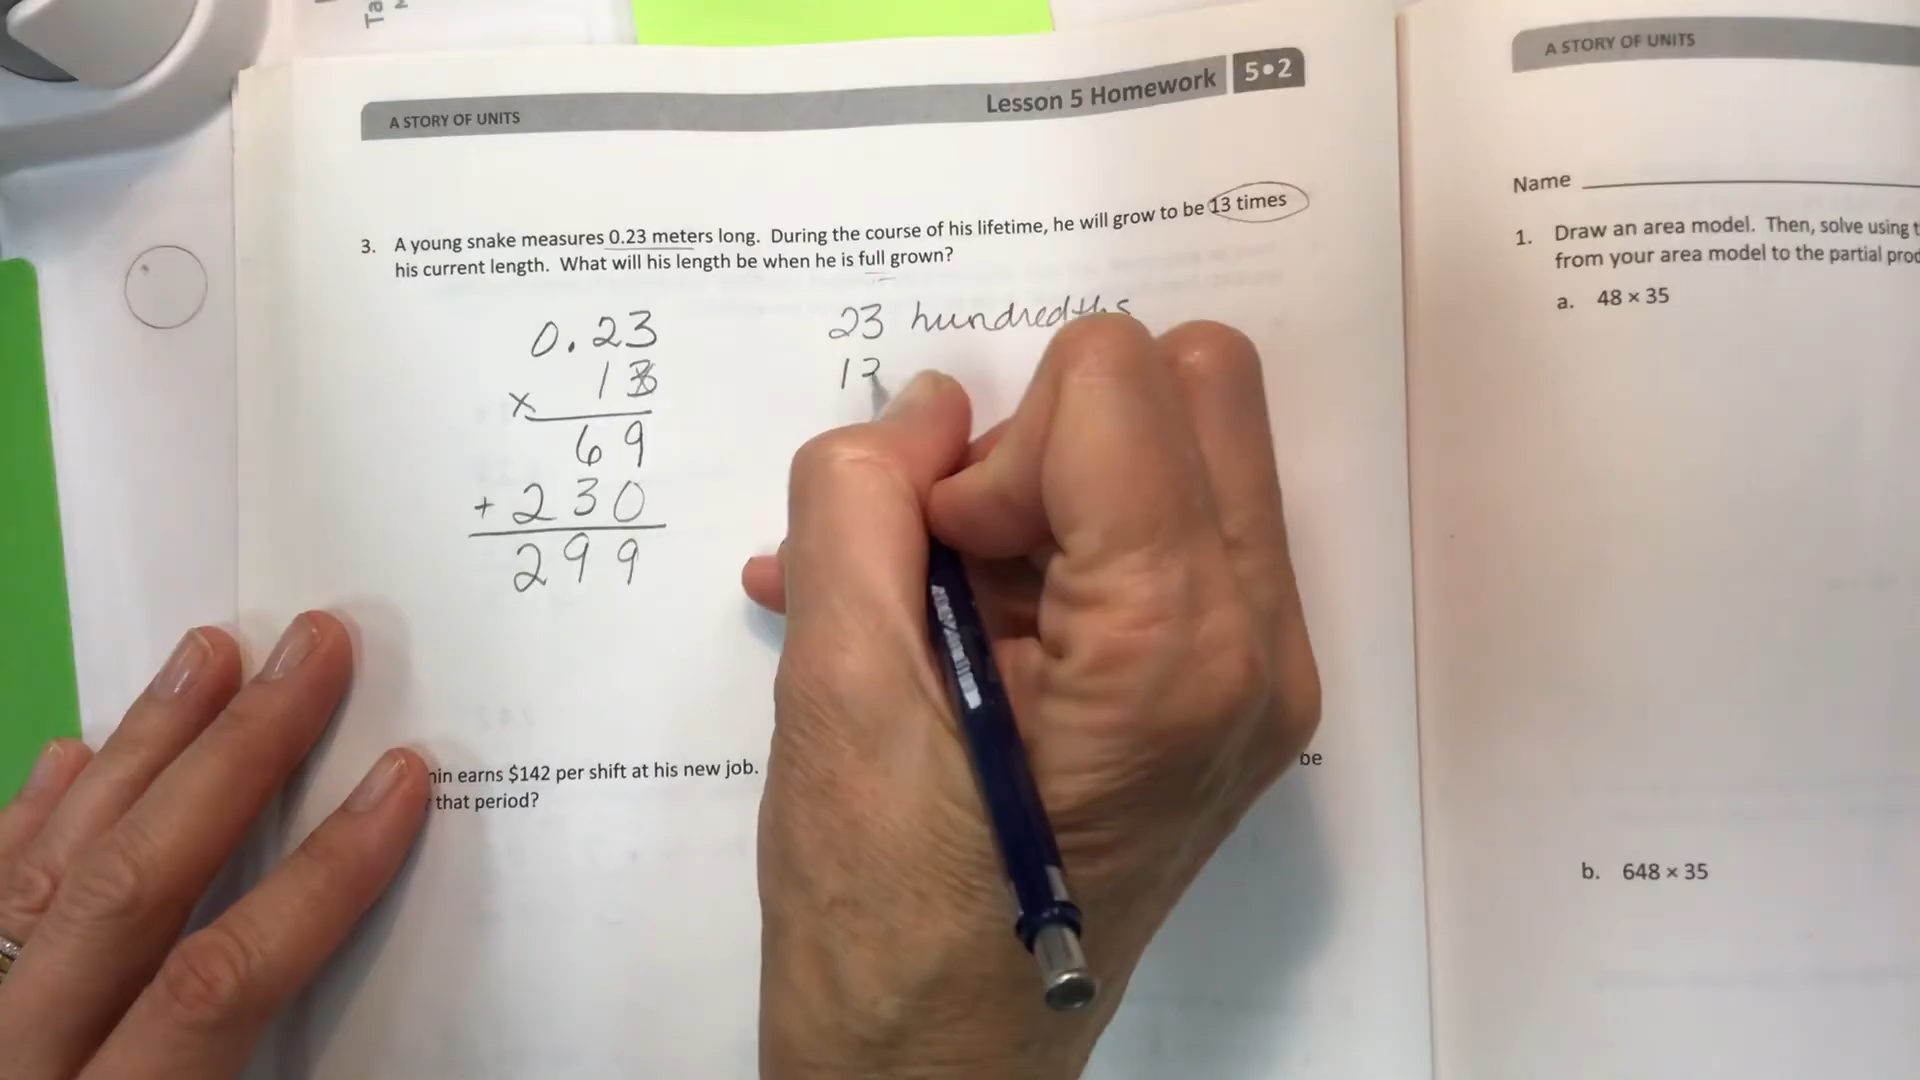 A STORY OF UNITS
Lesson 5 Homework 5•2
3. A young snake measures 0.23 meters long. During the course of his lifetime, he will grow to be 13 times
his current length. What will his length be when he is full grown?
0.23
x 13
69
+ 230
299
23 hundredths
13
nin earns $142 per shift at his new job.
be
that period?
A STORY OF UNITS
Name
1. Draw an area model. Then, solve using t
from your area model to the partial proc
a. 48 × 35
b. 648 × 35